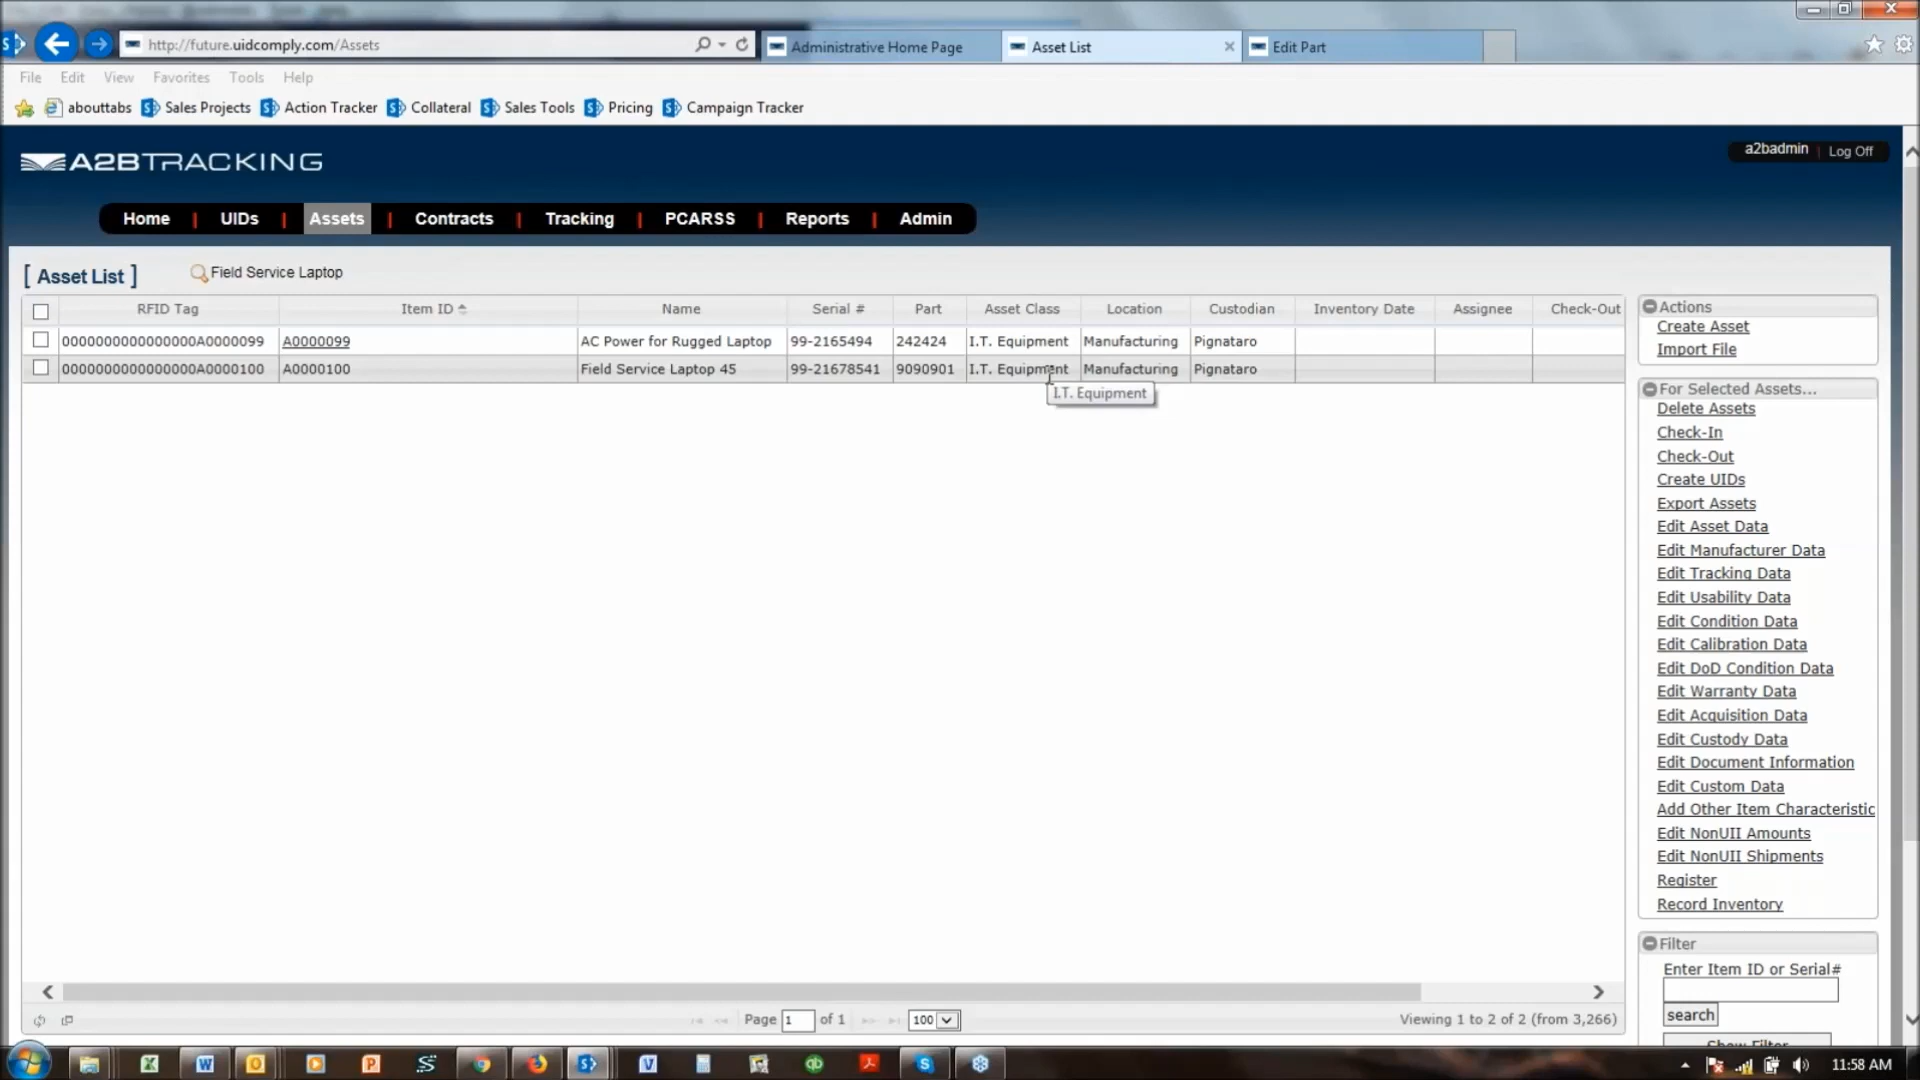 http://future.uidcomply.com/Assets
Administrative Home Page
Asset List
Edit Part
File Edit View Favorites Tools Help
abouttabs Sales Projects Action Tracker Collateral Sales Tools Pricing Campaign Tracker
A2BTRACKING
a2badmin | Log Off
Home | UIDs | Assets | Contracts | Tracking | PCARSS | Reports | Admin
[ Asset List ] Field Service Laptop
RFID Tag Item ID Name Serial # Part Asset Class Location Custodian Inventory Date Assignee Check-Out
0000000000000000A0000099 A0000099 AC Power for Rugged Laptop 99-2165494 242424 I.T. Equipment Manufacturing Pignataro
0000000000000000A0000100 A0000100 Field Service Laptop 45 99-21678541 9090901 I.T. Equipment Manufacturing Pignataro
I.T. Equipment
Actions
Create Asset
Import File
For Selected Assets...
Delete Assets
Check-In
Check-Out
Create UIDs
Export Assets
Edit Asset Data
Edit Manufacturer Data
Edit Tracking Data
Edit Usability Data
Edit Condition Data
Edit Calibration Data
Edit DoD Condition Data
Edit Warranty Data
Edit Acquisition Data
Edit Custody Data
Edit Document Information
Edit Custom Data
Add Other Item Characteristic
Edit NonUII Amounts
Edit NonUII Shipments
Register
Record Inventory
Filter
Enter Item ID or Serial#
search
Show Filter
Page 1 of 1 100
Viewing 1 to 2 of 2 (from 3,266)
11:58 AM